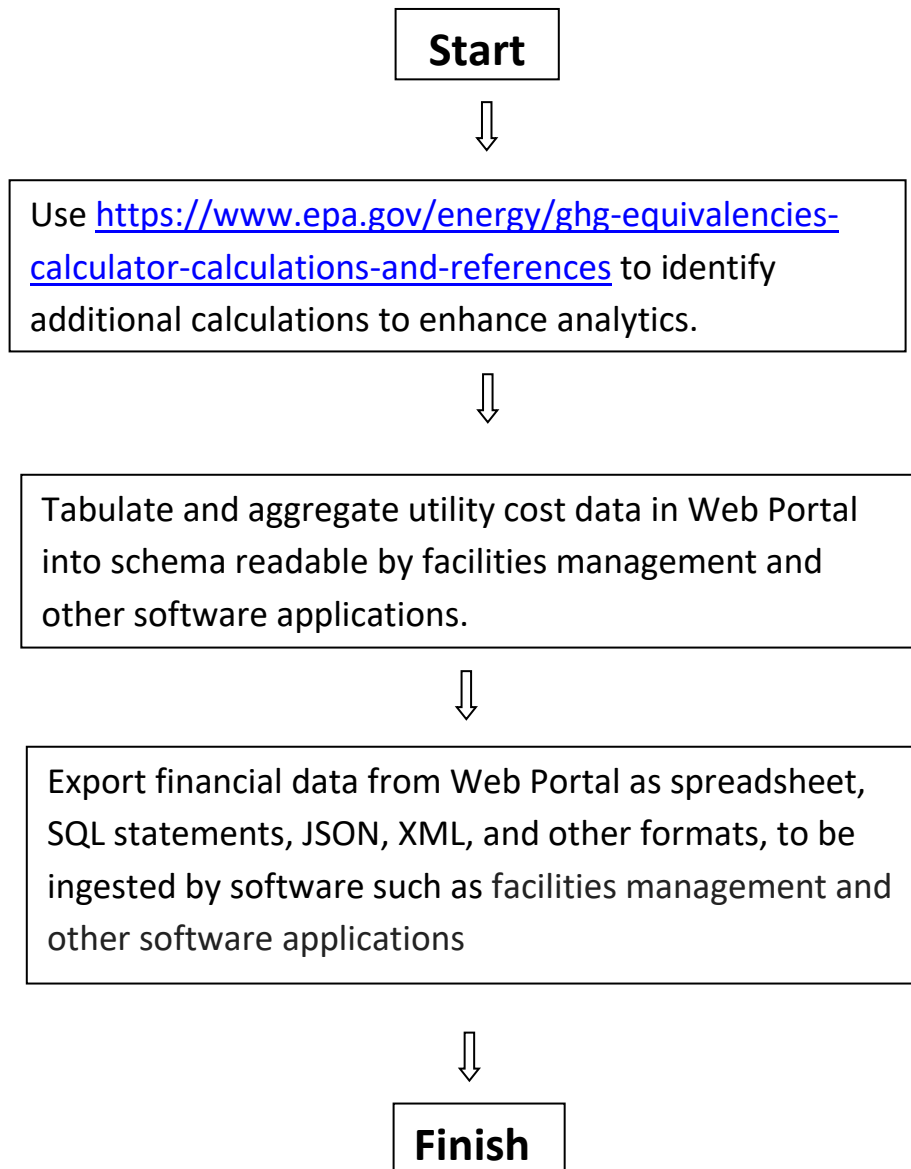 Start
Use https://www.epa.gov/energy/ghg-equivalencies-
calculator-calculations-and-references to identify
additional calculations to enhance analytics.
Tabulate and aggregate utility cost data in Web Portal
into schema readable by facilities management and
other software applications.
Export financial data from Web Portal as spreadsheet,
SQL statements, JSON, XML, and other formats, to be
ingested by software such as facilities management and
other software applications
Finish